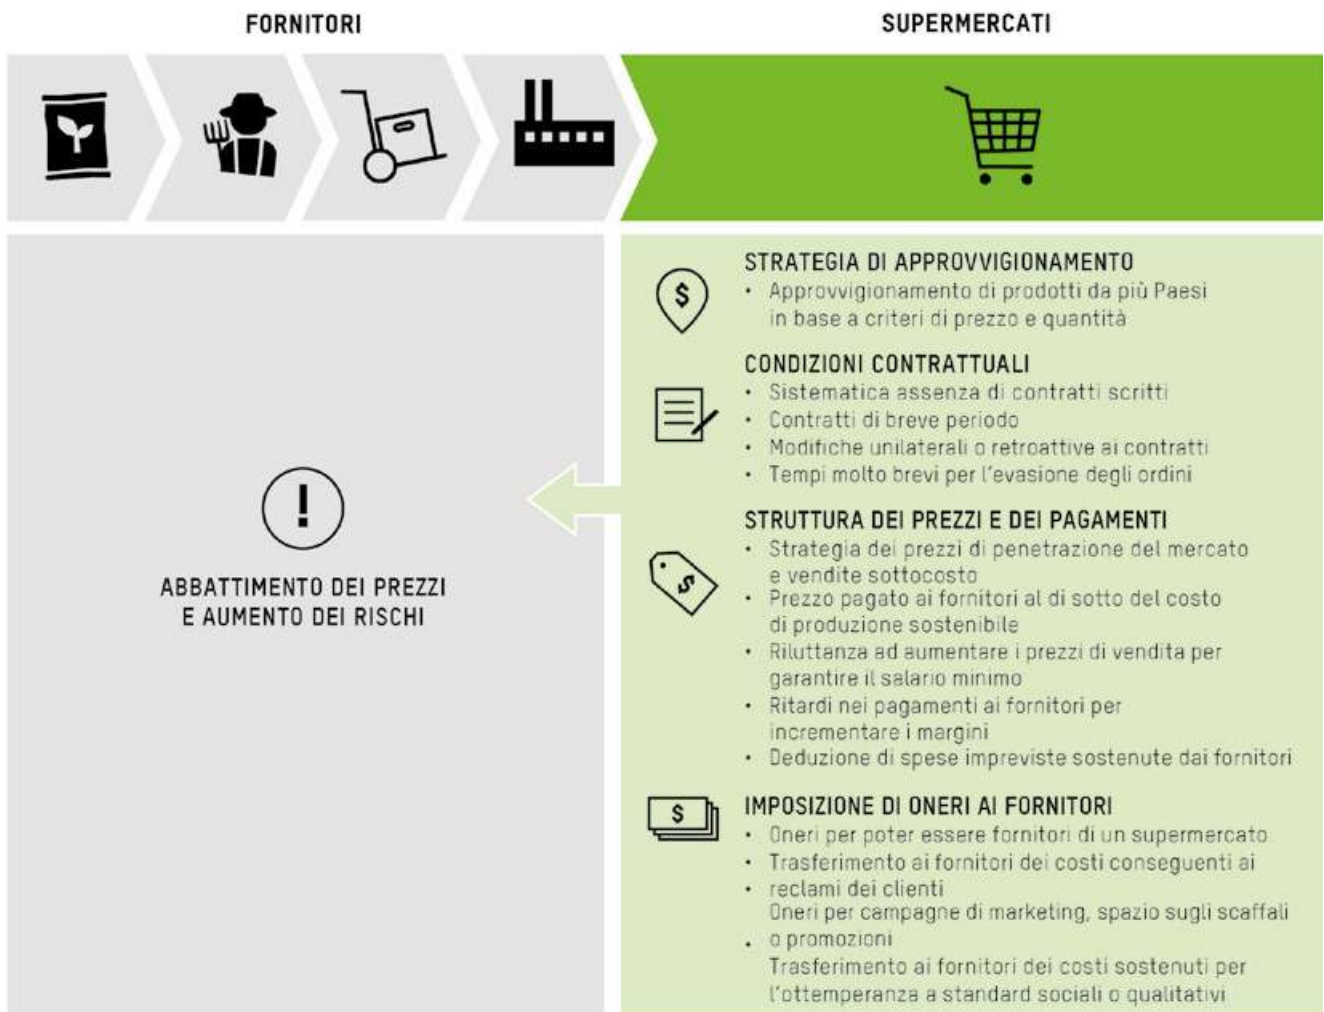 FORNITORI
SUPERMERCATI
!
ABBATTIMENTO DEI PREZZI
E AUMENTO DEI RISCHI
$
STRATEGIA DI APPROVVIGIONAMENTO
• Approvvigionamento di prodotti da più Paesi
in base a criteri di prezzo e quantità
CONDIZIONI CONTRATTUALI
• Sistematica assenza di contratti scritti
• Contratti di breve periodo
• Modifiche unilaterali o retroattive ai contratti
• Tempi molto brevi per l'evasione degli ordini
STRUTTURA DEI PREZZI E DEI PAGAMENTI
$
• Strategia dei prezzi di penetrazione del mercato
e vendite sottocosto
• Prezzo pagato ai fornitori al di sotto del costo
di produzione sostenibile
• Riluttanza ad aumentare i prezzi di vendita per
garantire il salario minimo
• Ritardi nei pagamenti ai fornitori per
incrementare i margini
• Deduzione di spese impreviste sostenute dai fornitori
$
IMPOSIZIONE DI ONERI AI FORNITORI
• Oneri per poter essere fornitori di un supermercato
• Trasferimento ai fornitori dei costi conseguenti ai
• reclami dei clienti
Oneri per campagne di marketing, spazio sugli scaffali
• o promozioni
Trasferimento ai fornitori dei costi sostenuti per
l'ottemperanza a standard sociali o qualitativi